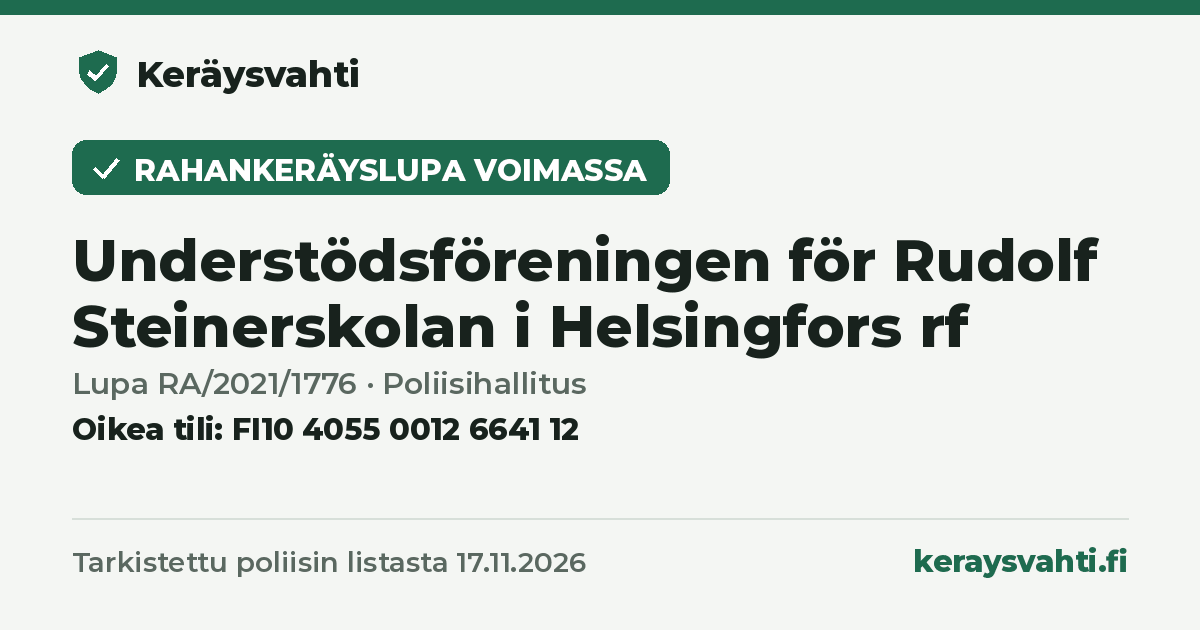 Keräysvahti
RAHANKERÄYSLUPA VOIMASSA
Understödsföreningen för Rudolf
Steinerskolan i Helsingfors rf
Lupa RA/2021/1776 · Poliisihallitus
Oikea tili: FI10 4055 0012 6641 12
Tarkistettu poliisin listasta 17.11.2026
keraysvahti.fi